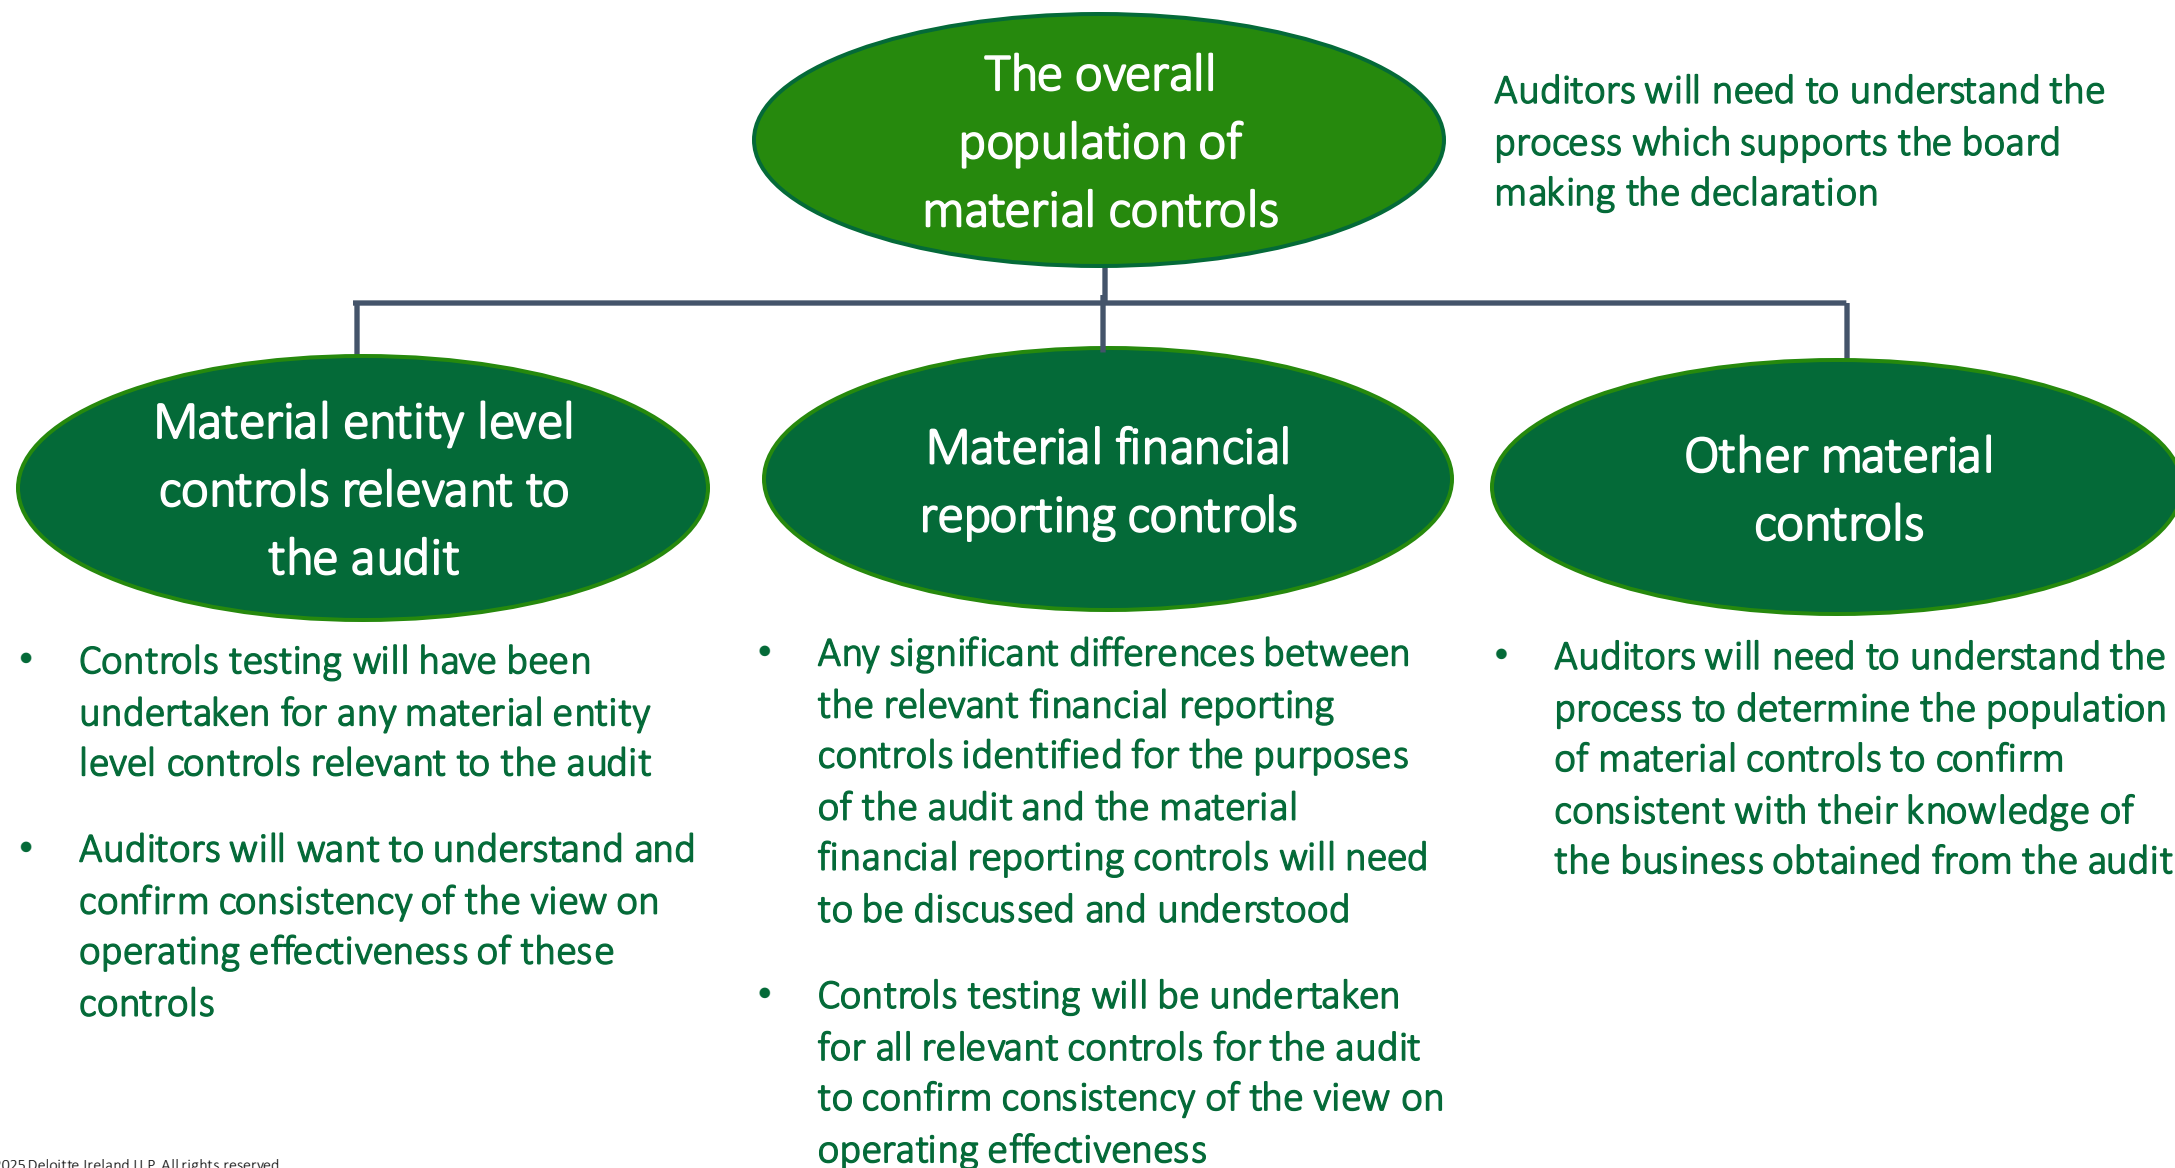 The overall
population of
material controls
Auditors will need to understand the
process which supports the board
making the declaration
Material entity level
controls relevant to
the audit
Material financial
reporting controls
Other material
controls
• Controls testing will have been
undertaken for any material entity
level controls relevant to the audit
• Auditors will want to understand and
confirm consistency of the view on
operating effectiveness of these
controls
• Any significant differences between
the relevant financial reporting
controls identified for the purposes
of the audit and the material
financial reporting controls will need
to be discussed and understood
• Controls testing will be undertaken
for all relevant controls for the audit
to confirm consistency of the view on
operating effectiveness
• Auditors will need to understand the
process to determine the population
of material controls to confirm
consistent with their knowledge of
the business obtained from the audit
2025 Deloitte Ireland LLP. All rights reserved